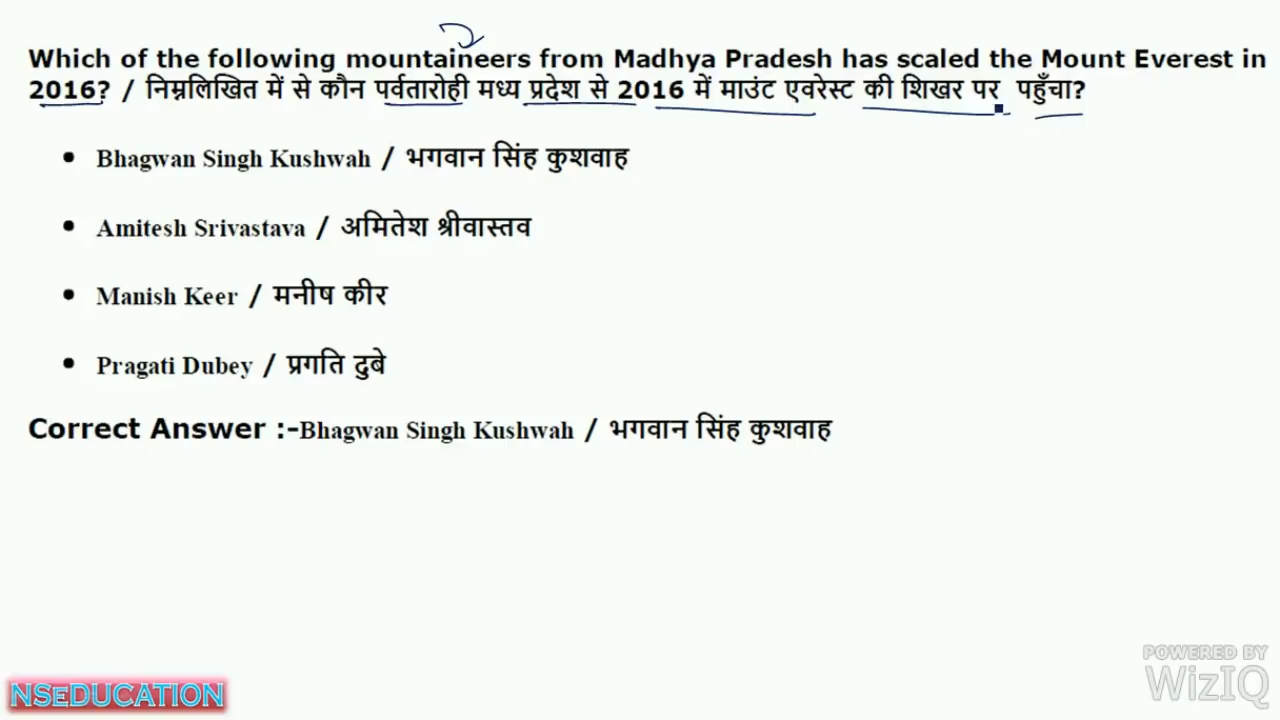 Which of the following mountaineers from Madhya Pradesh has scaled the Mount Everest in
2016? / निम्नलिखित में से कौन पर्वतारोही मध्य प्रदेश से 2016 में माउंट एवरेस्ट की शिखर पर पहुँचा?
• Bhagwan Singh Kushwah / भगवान सिंह कुशवाह
• Amitesh Srivastava / अमितेश श्रीवास्तव
• Manish Keer / मनीष कीर
• Pragati Dubey / प्रगति दुबे
Correct Answer :-Bhagwan Singh Kushwah / भगवान सिंह कुशवाह
POWERED BY
WizIQ
NSEDUCATION